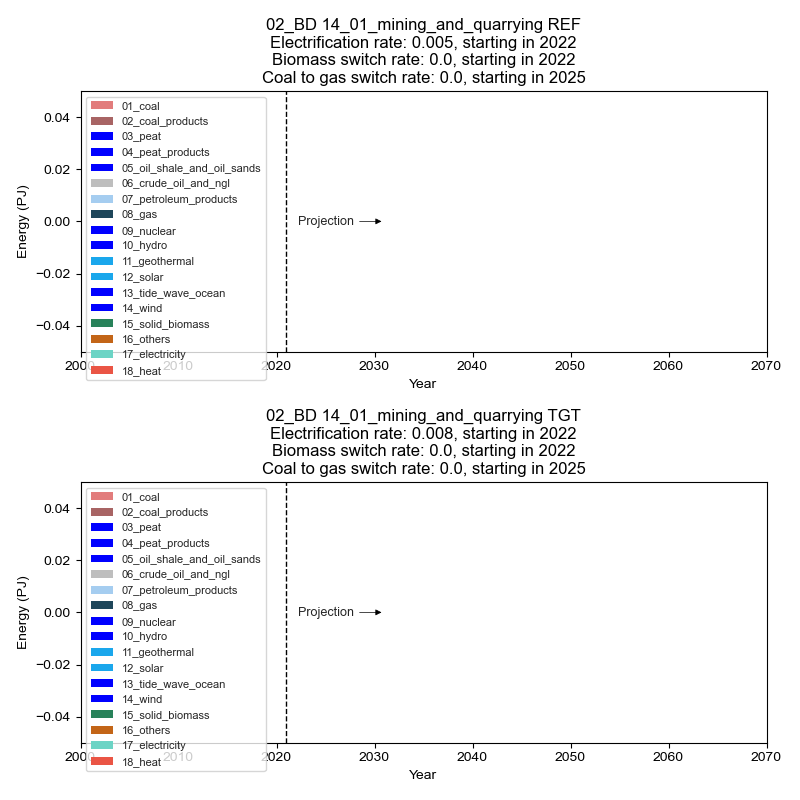 02_BD 14_01_mining_and_quarrying REF
Electrification rate: 0.005, starting in 2022
Biomass switch rate: 0.0, starting in 2022
Coal to gas switch rate: 0.0, starting in 2025
Energy (PJ)
0.04
0.02
0.00
−0.02
−0.04
01_coal
02_coal_products
03_peat
04_peat_products
05_oil_shale_and_oil_sands
06_crude_oil_and_ngl
07_petroleum_products
08_gas
09_nuclear
10_hydro
11_geothermal
12_solar
13_tide_wave_ocean
14_wind
15_solid_biomass
16_others
17_electricity
18_heat
Projection
2000 2010 2020 2030 2040 2050 2060 2070
Year
02_BD 14_01_mining_and_quarrying TGT
Electrification rate: 0.008, starting in 2022
Biomass switch rate: 0.0, starting in 2022
Coal to gas switch rate: 0.0, starting in 2025
Energy (PJ)
0.04
0.02
0.00
−0.02
−0.04
01_coal
02_coal_products
03_peat
04_peat_products
05_oil_shale_and_oil_sands
06_crude_oil_and_ngl
07_petroleum_products
08_gas
09_nuclear
10_hydro
11_geothermal
12_solar
13_tide_wave_ocean
14_wind
15_solid_biomass
16_others
17_electricity
18_heat
Projection
2000 2010 2020 2030 2040 2050 2060 2070
Year